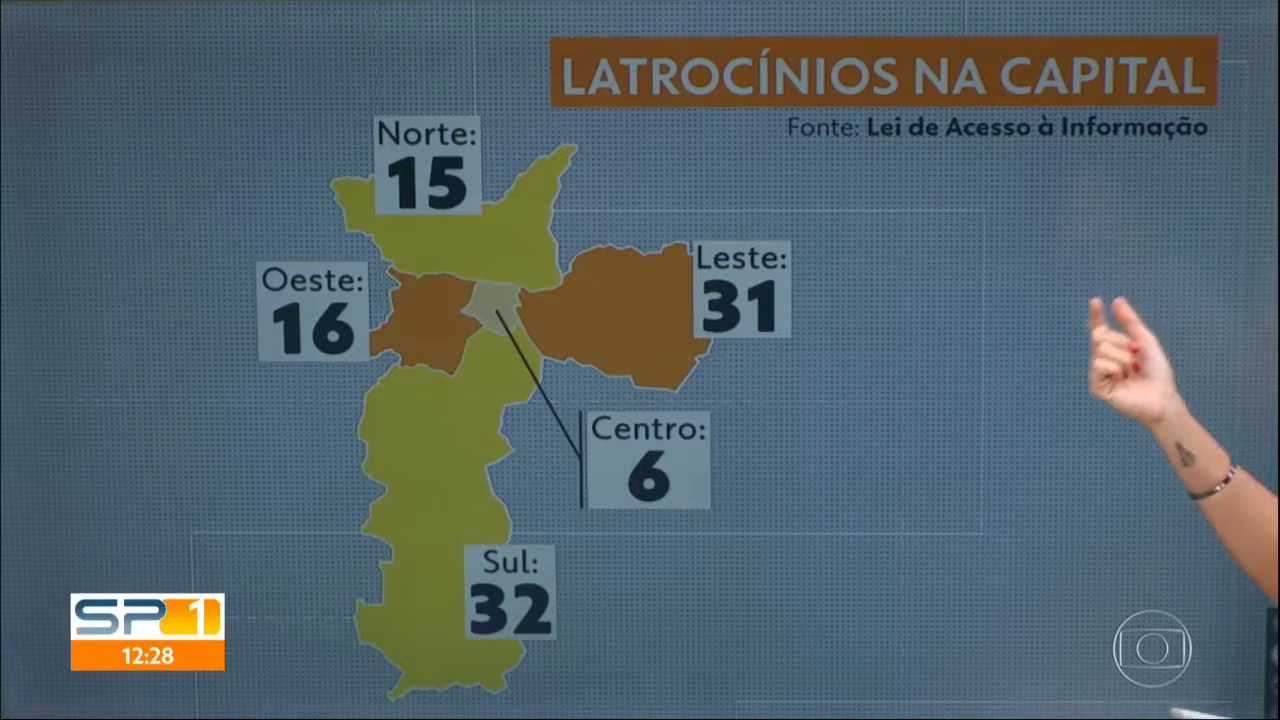 LATROCÍNIOS NA CAPITAL
Fonte: Lei de Acesso à Informação
Norte:
15
Oeste:
16
Leste:
31
Centro:
6
Sul:
32
SP1
12:28